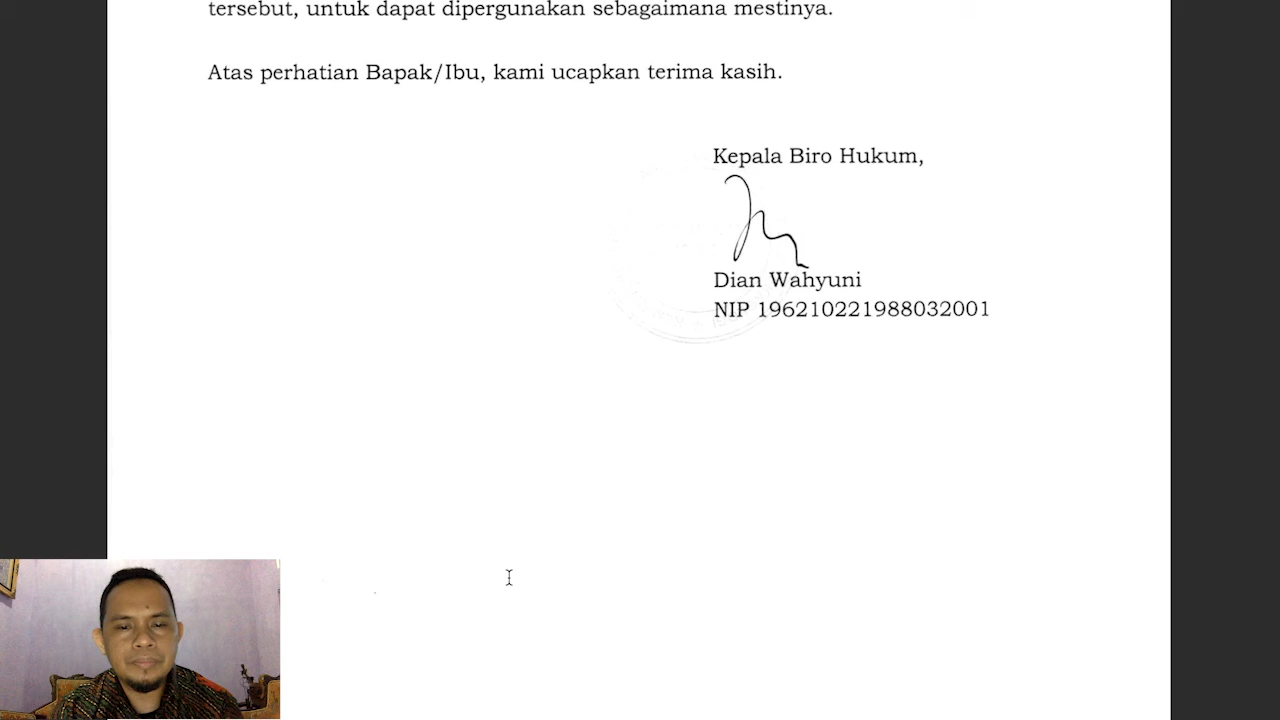 tersebut, untuk dapat dipergunakan sebagaimana mestinya.
Atas perhatian Bapak/Ibu, kami ucapkan terima kasih.
Kepala Biro Hukum,
Dian Wahyuni
NIP 196210221988032001